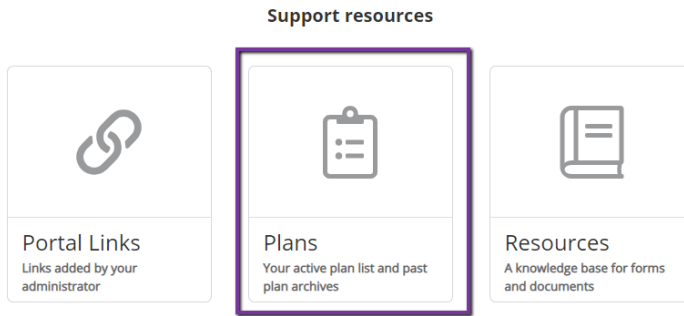 Support resources
Portal Links
Links added by your
administrator
Plans
Your active plan list and past
plan archives
Resources
A knowledge base for forms
and documents